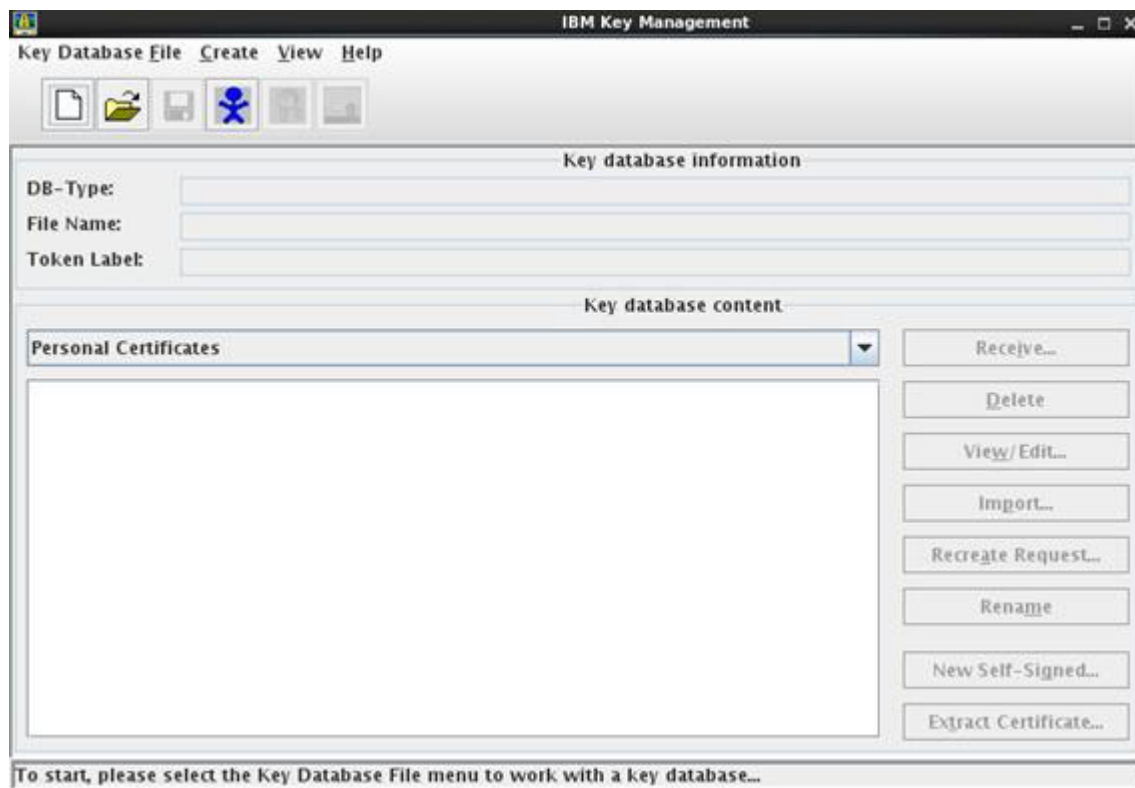 IBM Key Management
Key Database File Create View Help
Key database information
DB-Type:
File Name:
Token Label:
Key database content
Personal Certificates
Receive...
Delete
View/Edit...
Import...
Recreate Request...
Rename
New Self-Signed...
Extract Certificate...
To start, please select the Key Database File menu to work with a key database...